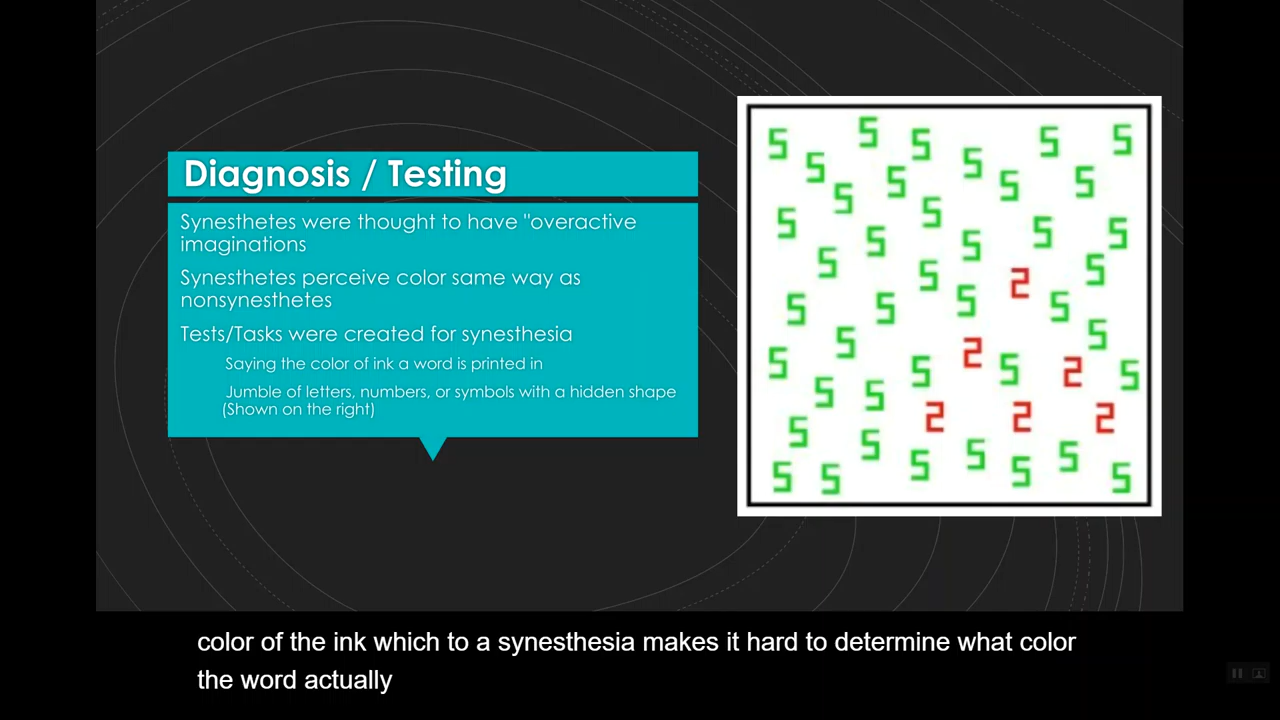 Diagnosis / Testing
Synesthetes were thought to have "overactive
imaginations
Synesthetes perceive color same way as
nonsynesthetes
Tests/Tasks were created for synesthesia
Saying the color of ink a word is printed in
Jumble of letters, numbers, or symbols with a hidden shape
(Shown on the right)
5 5 5 5 5
5 5 5 5 5
5 5 5
5 5 5 5 5
5 5 5
2
5 5 5 5
5 5
2
5 5 5 2 5
5 5
2 2 2
5 5
5 5 5 5 5 5 5
color of the ink which to a synesthesia makes it hard to determine what color
the word actually